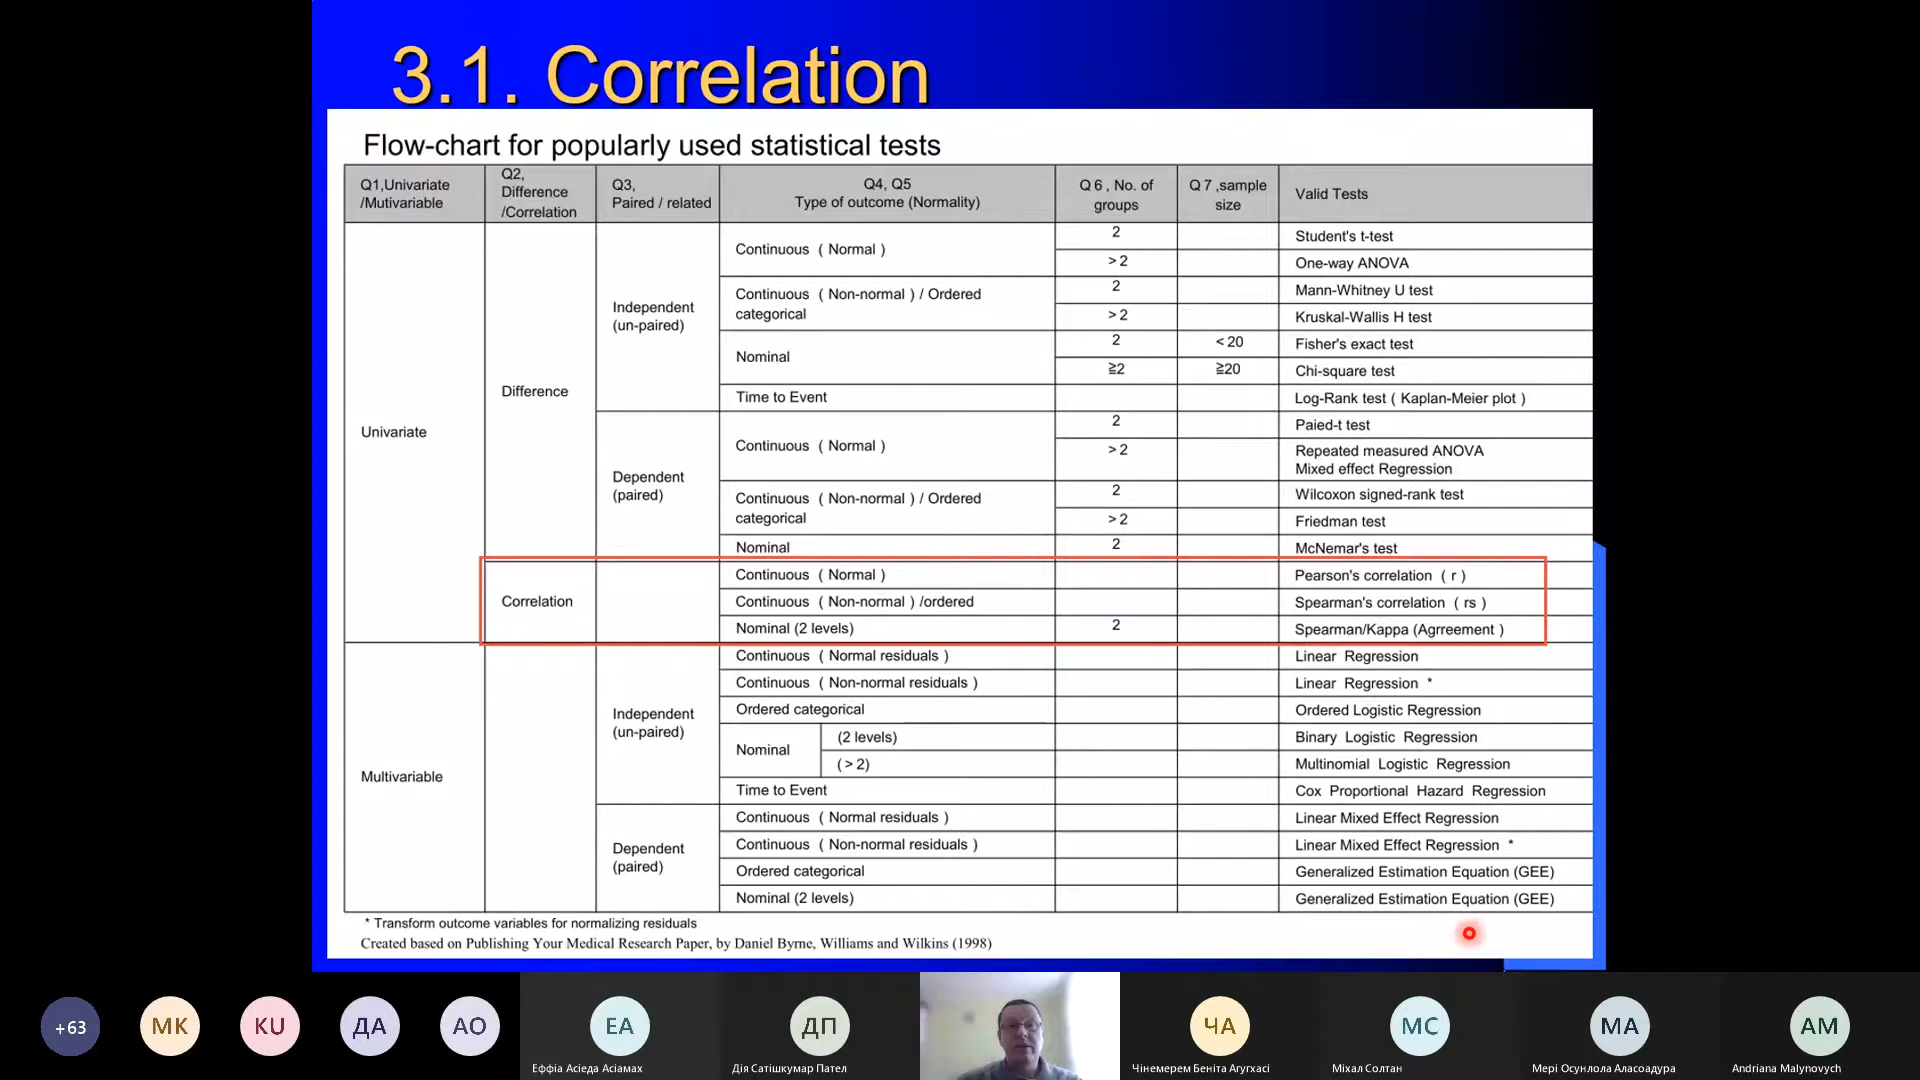 3.1. Correlation
Flow-chart for popularly used statistical tests
Q1,Univariate /Mutivariable
Q2, Difference /Correlation
Q3, Paired / related
Q4, Q5 Type of outcome (Normality)
Q 6 , No. of groups
Q 7 ,sample size
Valid Tests
Univariate
Difference
Independent (un-paired)
Continuous ( Normal )
2
Student's t-test
> 2
One-way ANOVA
Continuous ( Non-normal ) / Ordered categorical
2
Mann-Whitney U test
> 2
Kruskal-Wallis H test
Nominal
2
< 20
Fisher's exact test
≧2
≧20
Chi-square test
Time to Event
Log-Rank test ( Kaplan-Meier plot )
Dependent (paired)
Continuous ( Normal )
2
Paied-t test
> 2
Repeated measured ANOVA
Mixed effect Regression
Continuous ( Non-normal ) / Ordered categorical
2
Wilcoxon signed-rank test
> 2
Friedman test
Nominal
2
McNemar's test
Correlation
Continuous ( Normal )
Pearson's correlation ( r )
Continuous ( Non-normal ) /ordered
Spearman's correlation ( rs )
Nominal (2 levels)
2
Spearman/Kappa (Agrreement )
Multivariable
Independent (un-paired)
Continuous ( Normal residuals )
Linear Regression
Continuous ( Non-normal residuals )
Linear Regression *
Ordered categorical
Ordered Logistic Regression
Nominal
(2 levels)
Binary Logistic Regression
( > 2)
Multinomial Logistic Regression
Time to Event
Cox Proportional Hazard Regression
Dependent (paired)
Continuous ( Normal residuals )
Linear Mixed Effect Regression
Continuous ( Non-normal residuals )
Linear Mixed Effect Regression *
Ordered categorical
Generalized Estimation Equation (GEE)
Nominal (2 levels)
Generalized Estimation Equation (GEE)
* Transform outcome variables for normalizing residuals
Created based on Publishing Your Medical Research Paper, by Daniel Byrne, Williams and Wilkins (1998)
+63
МК
KU
ДА
АО
ЕА
ДП
ЧА
МС
МА
AM
Еффіа Асієда Асіамах
Дія Сатішкумар Пател
Чінемерем Беніта Агугхасі
Міхал Солтан
Мері Осунлола Аласоадура
Andriana Malynovych